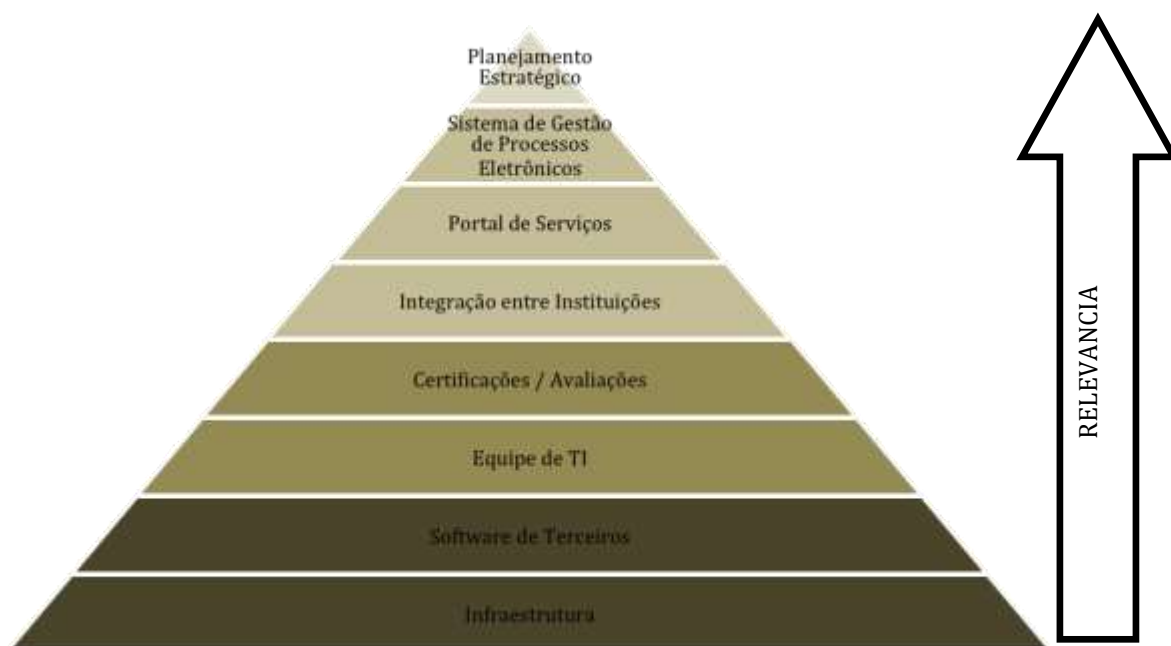 Planejamento
Estratégico
Sistema de Gestão
de Processos
Eletrônicos
Portal de Serviços
Integração entre Instituições
Certificações / Avaliações
Equipe de TI
Software de Terceiros
Infraestrutura
RELEVANCIA